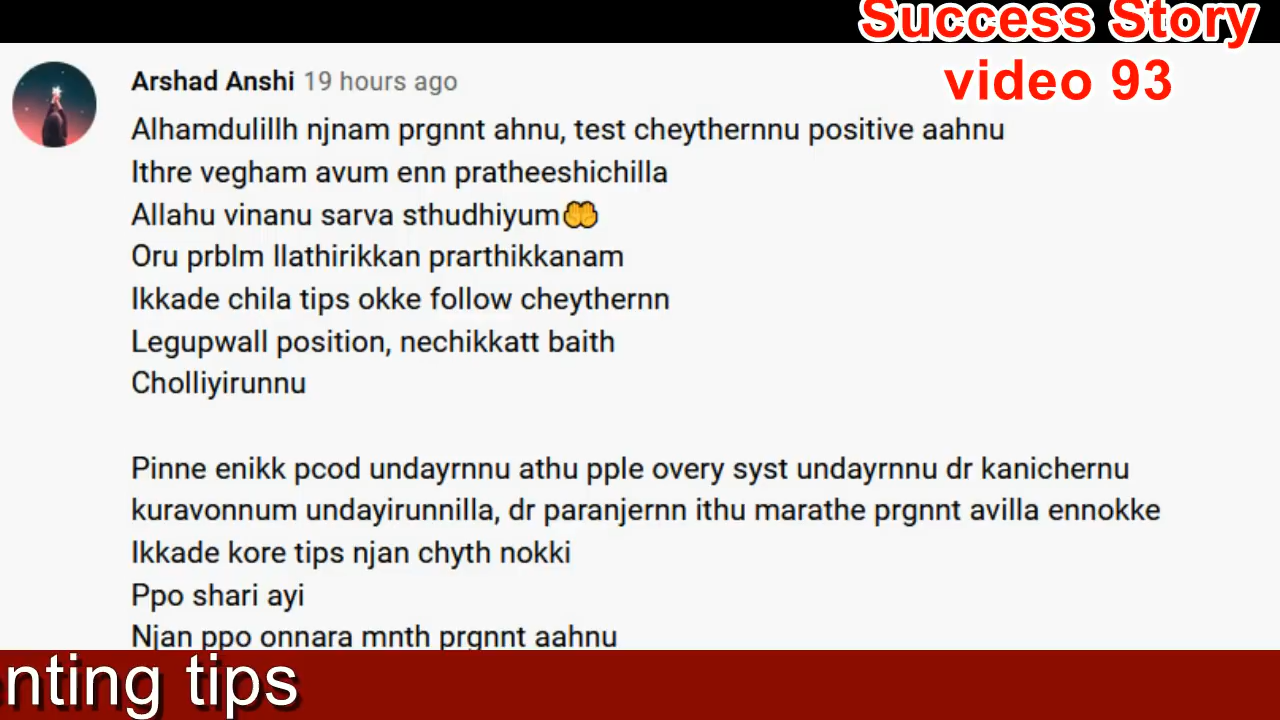 Success Story
video 93
Arshad Anshi 19 hours ago
Alhamdulillh njnam prgnnt ahnu, test cheythernnu positive aahnu
Ithre vegham avum enn pratheeshichilla
Allahu vinanu sarva sthudhiyum🤲
Oru prblm llathirikkan prarthikkanam
Ikkade chila tips okke follow cheythernn
Legupwall position, nechikkatt baith
Cholliyirunnu
Pinne enikk pcod undayrnnu athu pple overy syst undayrnnu dr kanichernu
kuravonnum undayirunnilla, dr paranjernn ithu marathe prgnnt avilla ennokke
Ikkade kore tips njan chyth nokki
Ppo shari ayi
Njan ppo onnara mnth prgnnt aahnu
nting tips